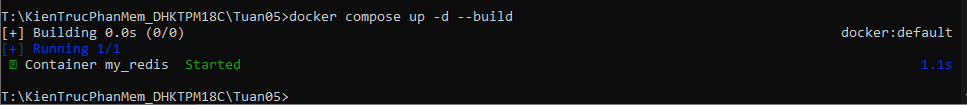 T:\KienTrucPhanMem_DHKTPM18C\Tuan05>docker compose up -d --build
[+] Building 0.0s (0/0) docker:default
[+] Running 1/1
Container my_redis Started 1.1s
T:\KienTrucPhanMem_DHKTPM18C\Tuan05>